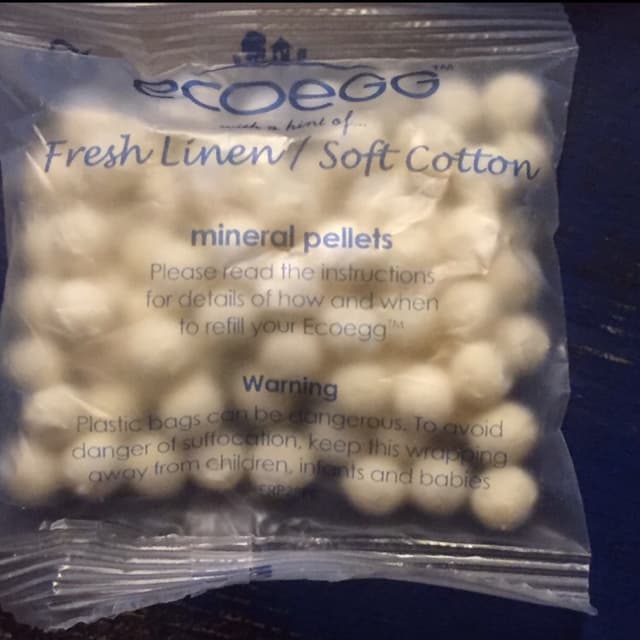 ecoegg™
with a hint of...
Fresh Linen / Soft Cotton
mineral pellets
Please read the instructions
for details of how and when
to refill your Ecoegg™
Warning
Plastic bags can be dangerous. To avoid
danger of suffocation, keep this wrapping
away from children, infants and babies